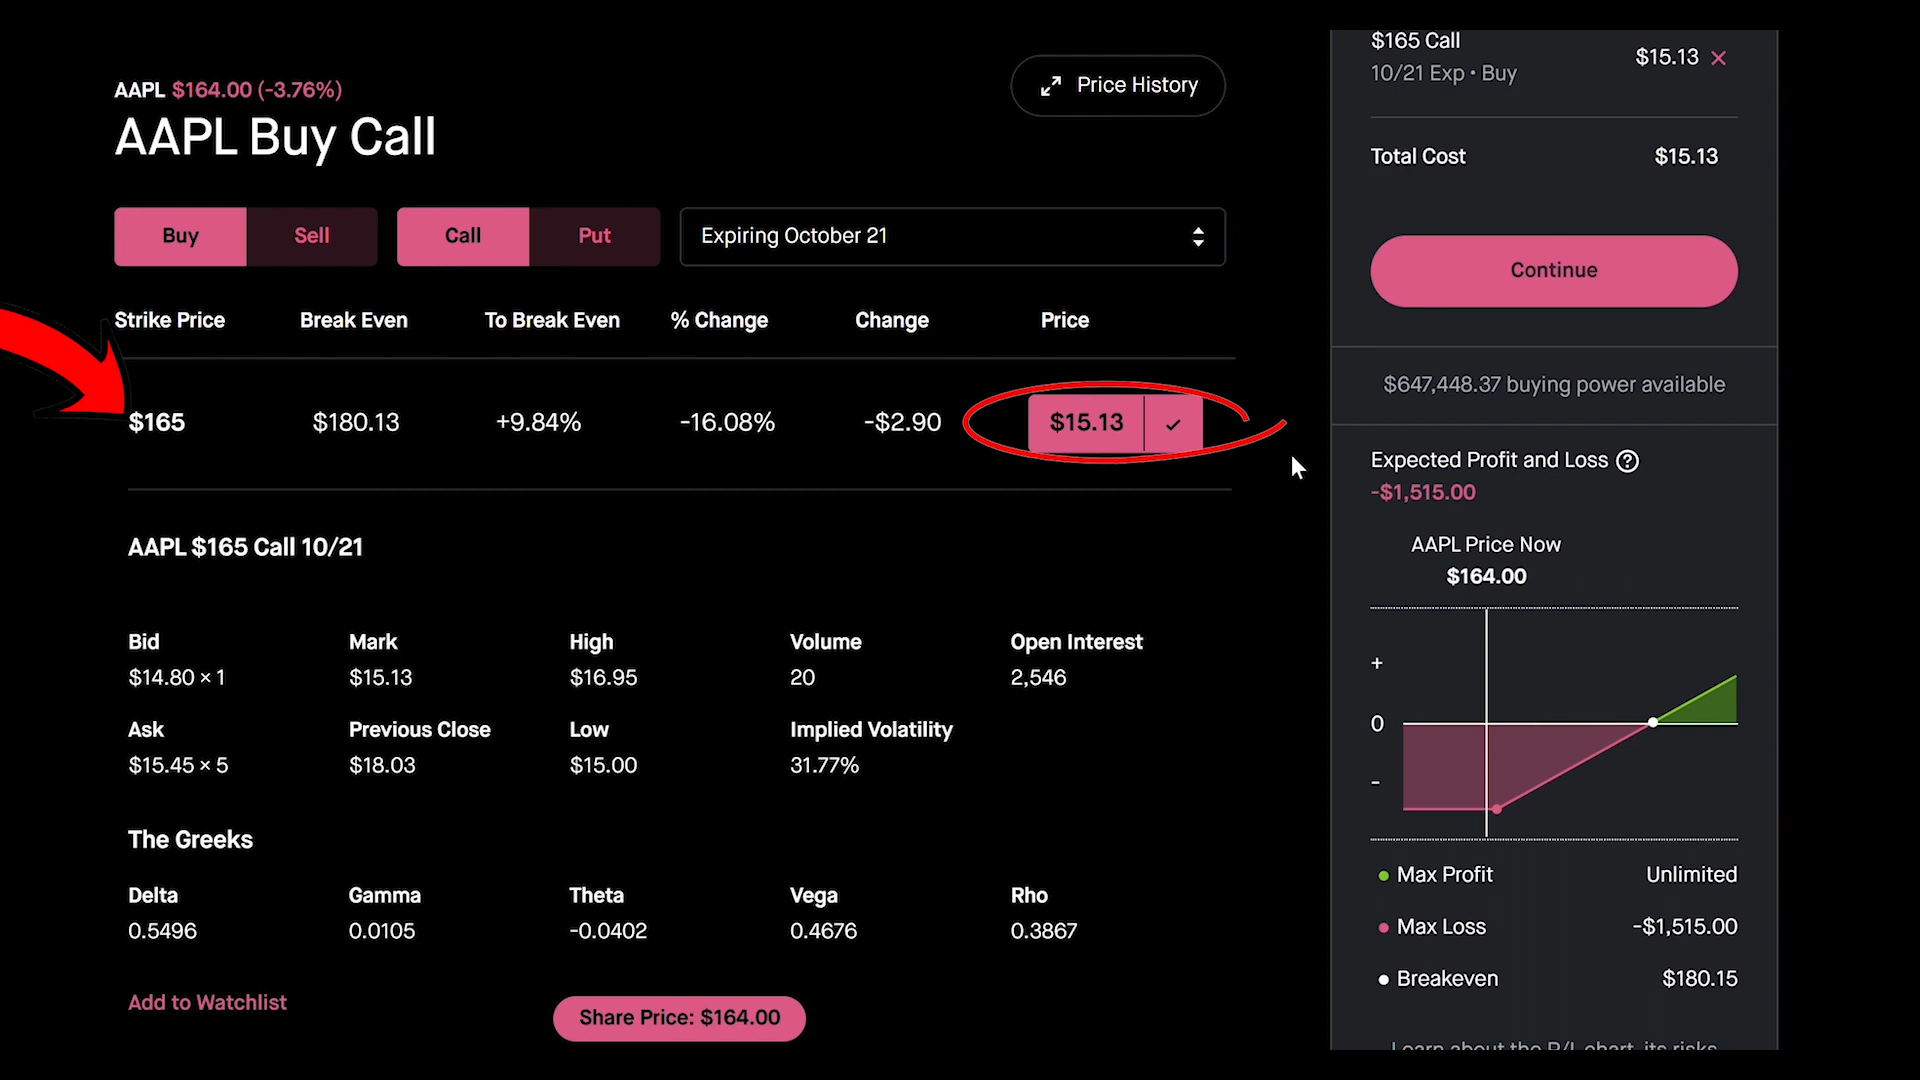 AAPL $164.00 (-3.76%)
AAPL Buy Call
Price History
Buy
Sell
Call
Put
Expiring October 21
Strike Price Break Even To Break Even % Change Change Price
$165 $180.13 +9.84% -16.08% -$2.90 $15.13
AAPL $165 Call 10/21
Bid Mark High Volume Open Interest
$14.80 × 1 $15.13 $16.95 20 2,546
Ask Previous Close Low Implied Volatility
$15.45 × 5 $18.03 $15.00 31.77%
The Greeks
Delta Gamma Theta Vega Rho
0.5496 0.0105 -0.0402 0.4676 0.3867
Add to Watchlist
Share Price: $164.00
$165 Call
$15.13
10/21 Exp • Buy
Total Cost $15.13
Continue
$647,448.37 buying power available
Expected Profit and Loss ?
-$1,515.00
AAPL Price Now
$164.00
+
0
-
Max Profit Unlimited
Max Loss -$1,515.00
Breakeven $180.15
Learn about the P/L chart, its risks